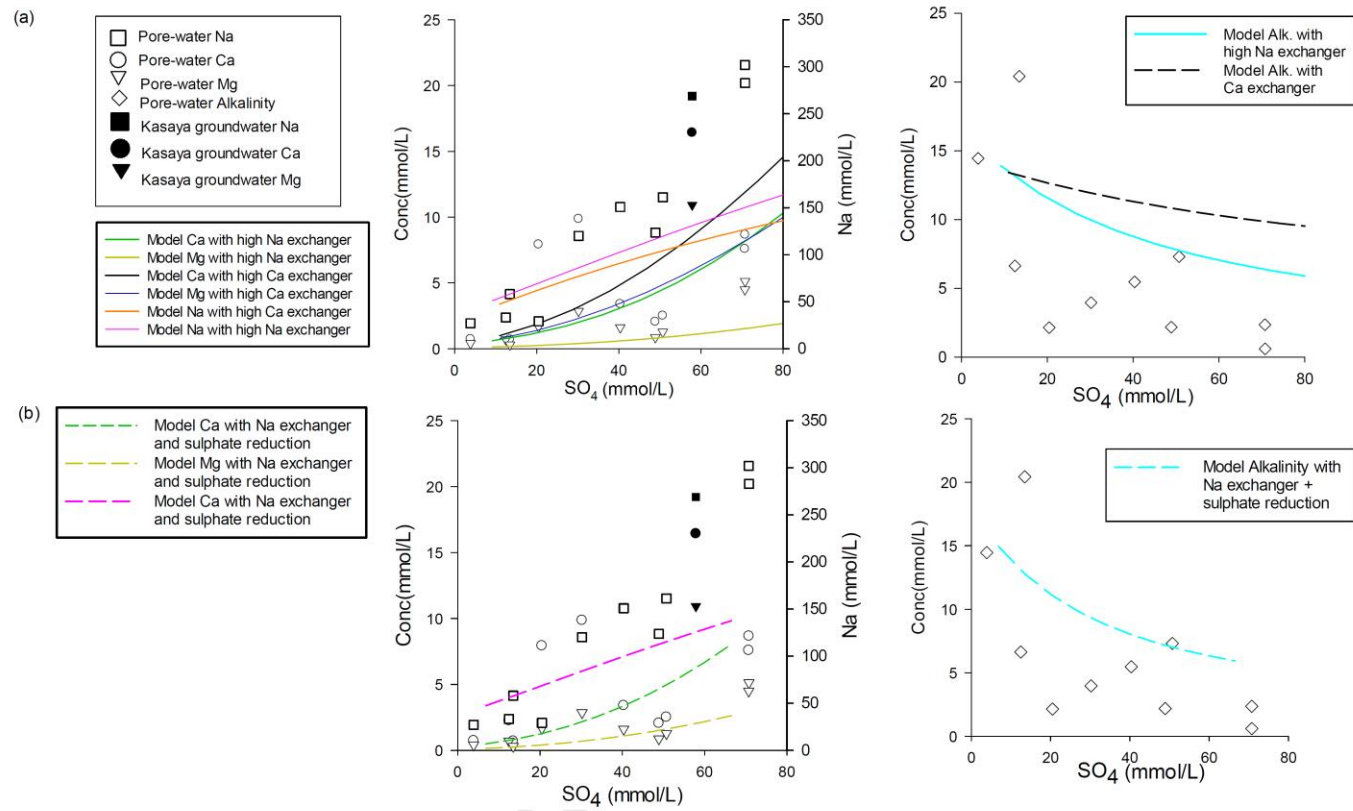 (a)
Pore-water Na
Pore-water Ca
Pore-water Mg
Pore-water Alkalinity
Kasaya groundwater Na
Kasaya groundwater Ca
Kasaya groundwater Mg
Model Ca with high Na exchanger
Model Mg with high Na exchanger
Model Ca with high Ca exchanger
Model Mg with high Ca exchanger
Model Na with high Ca exchanger
Model Na with high Na exchanger
25
20
15
10
5
0
Conc(mmol/L)
0 20 40 60 80
SO4 (mmol/L)
350
300
250
200
150
100
50
0
Na (mmol/L)
25
20
15
10
5
0
Conc(mmol/L)
0 20 40 60 80
SO4 (mmol/L)
Model Alk. with
high Na exchanger
Model Alk. with
Ca exchanger
(b)
Model Ca with Na exchanger
and sulphate reduction
Model Mg with Na exchanger
and sulphate reduction
Model Ca with Na exchanger
and sulphate reduction
25
20
15
10
5
0
Conc(mmol/L)
0 20 40 60 80
SO4 (mmol/L)
350
300
250
200
150
100
50
0
Na (mmol/L)
25
20
15
10
5
0
Conc(mmol/L)
0 20 40 60 80
SO4 (mmol/L)
Model Alkalinity with
Na exchanger +
sulphate reduction